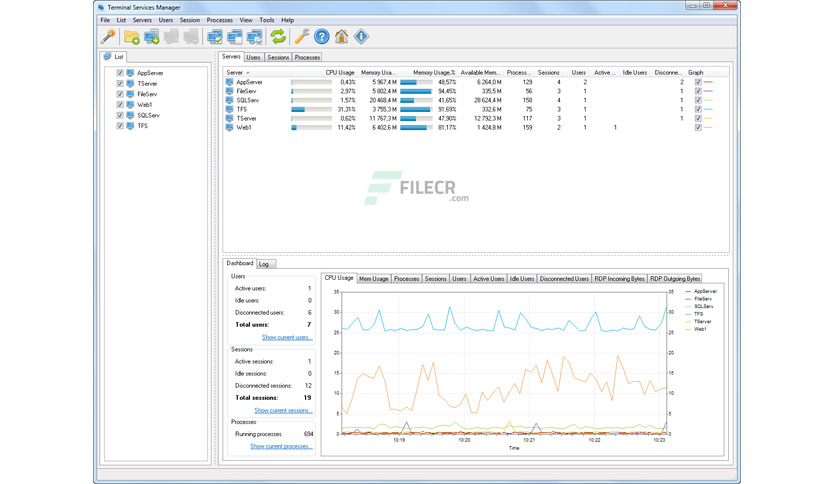 Terminal Services Manager
File List Servers Users Session Processes View Tools Help
List
AppServer
TServer
FileServ
Web1
SQLServ
TFS
Servers Users Sessions Processes
Server CPU Usage Memory Usa... Memory Usage,% Available Mem... Process... Sessions Users Active ... Idle Users Disconne... Graph
AppServer 0,43% 5 967,4 M 48,57% 6 264,0 M 129 4 2 2
FileServ 2,97% 5 802,4 M 94,45% 335,5 M 56 3 1 1
SQLServ 1,57% 20 468,4 M 41,65% 28 624,4 M 158 4 1 1
TFS 31,31% 3 755,3 M 91,69% 332,6 M 75 3 1 1
TServer 0,62% 11 767,3 M 47,90% 12 792,3 M 117 3 1 1
Web1 11,42% 6 402,6 M 81,17% 1 424,8 M 159 2 1 1
FILECR
.com
Dashboard Log
Users
Active users: 1
Idle users: 0
Disconnected users: 6
Total users: 7
Show current users...
Sessions
Active sessions: 1
Idle sessions: 0
Disconnected sessions: 12
Total sessions: 19
Show current sessions...
Processes
Running processes 694
Show current processes...
CPU Usage Mem Usage Processes Sessions Users Active Users Idle Users Disconnected Users RDP Incoming Bytes RDP Outgoing Bytes
35 35
30 30
25 25
20 20
15 15
10 10
5 5
0 0
10:19 10:20 10:21 10:22 10:23
Time
AppServer
FileServ
SQLServ
TFS
TServer
Web1